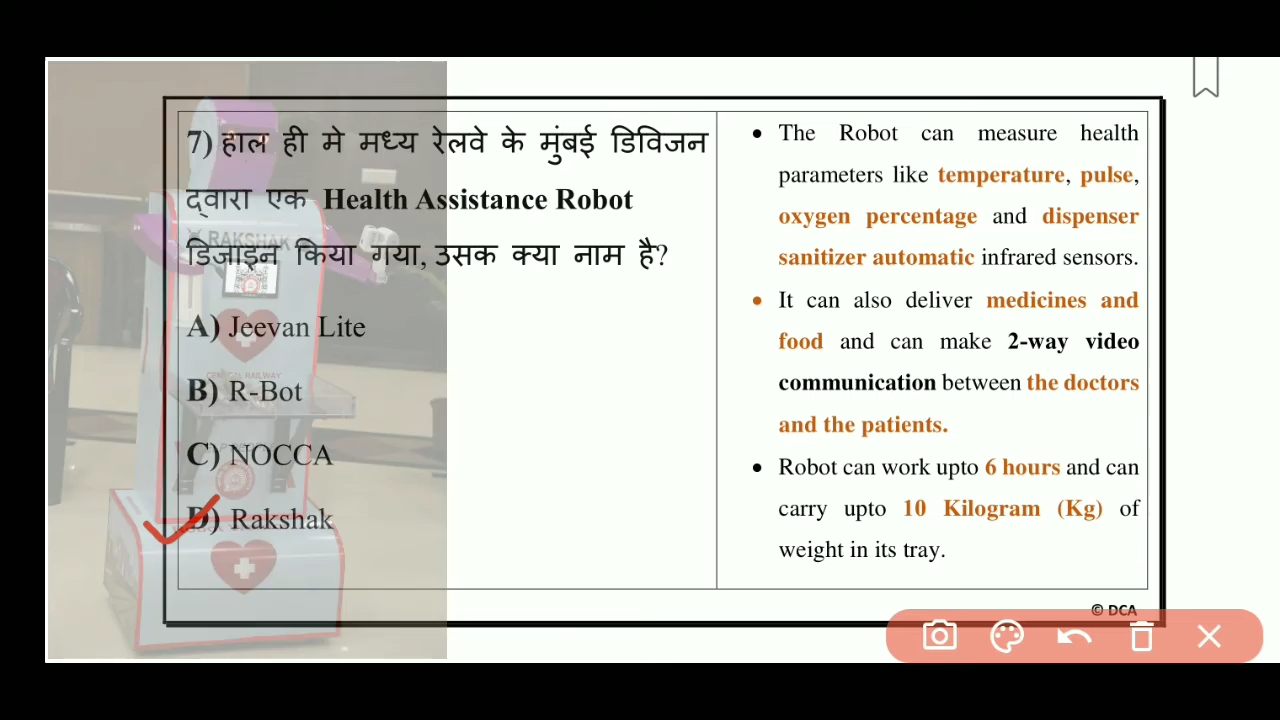 7) हाल ही मे मध्य रेलवे के मुंबई डिविजन
द्वारा एक Health Assistance Robot
डिजाइन किया गया, उसक क्या नाम है?
A) Jeevan Lite
B) R-Bot
C) NOCCA
D) Rakshak
RAKSHAK
CENTRAL RAILWAY
• The Robot can measure health
parameters like temperature, pulse,
oxygen percentage and dispenser
sanitizer automatic infrared sensors.
• It can also deliver medicines and
food and can make 2-way video
communication between the doctors
and the patients.
• Robot can work upto 6 hours and can
carry upto 10 Kilogram (Kg) of
weight in its tray.
© DCA